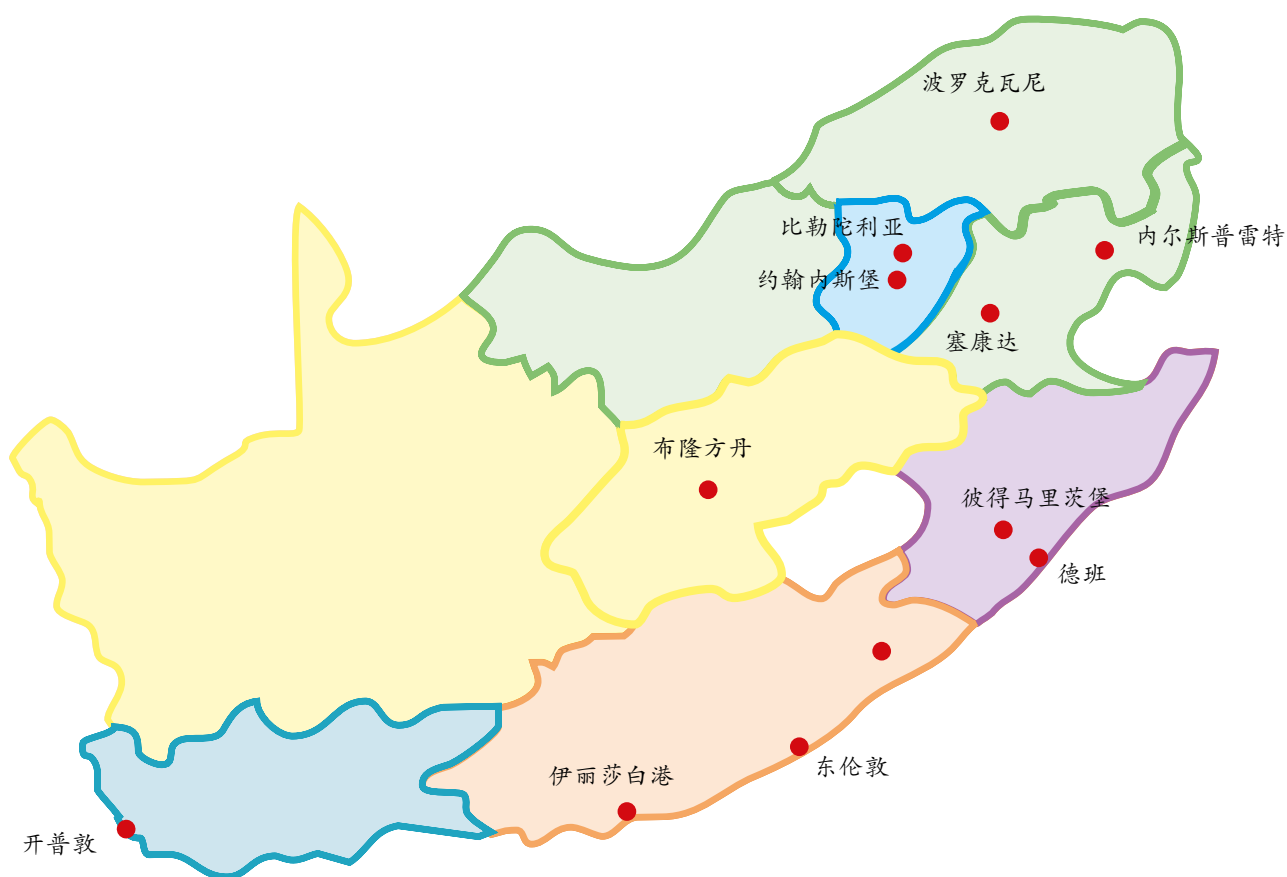 波罗克瓦尼
比勒陀利亚
内尔斯普雷特
约翰内斯堡
塞康达
布隆方丹
彼得马里茨堡
德班
东伦敦
伊丽莎白港
开普敦